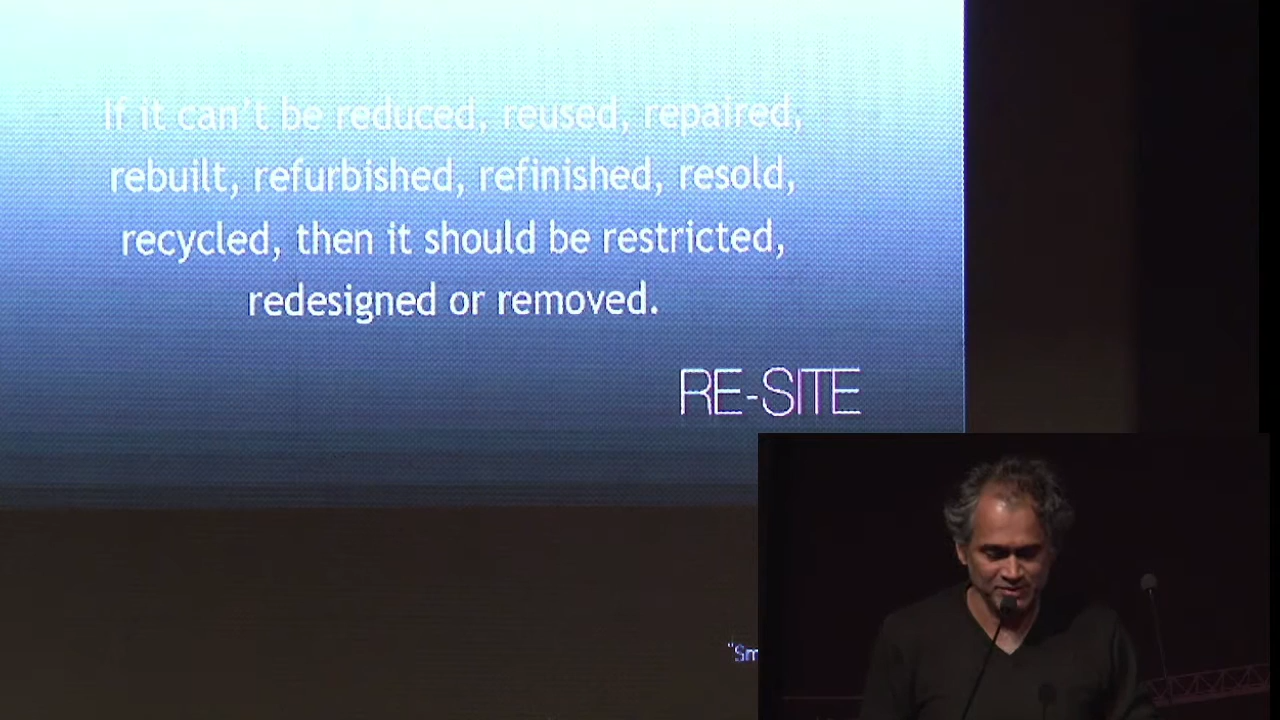 If it can't be reduced, reused, repaired,
rebuilt, refurbished, refinished, resold,
recycled, then it should be restricted,
redesigned or removed.
RE-SITE
"Sm